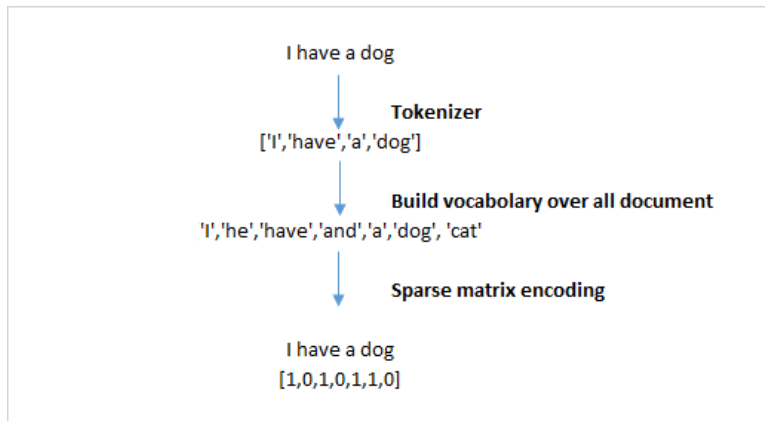 I have a dog
Tokenizer
['I','have','a','dog']
Build vocabolary over all document
'I','he','have','and','a','dog', 'cat'
Sparse matrix encoding
I have a dog
[1,0,1,0,1,1,0]